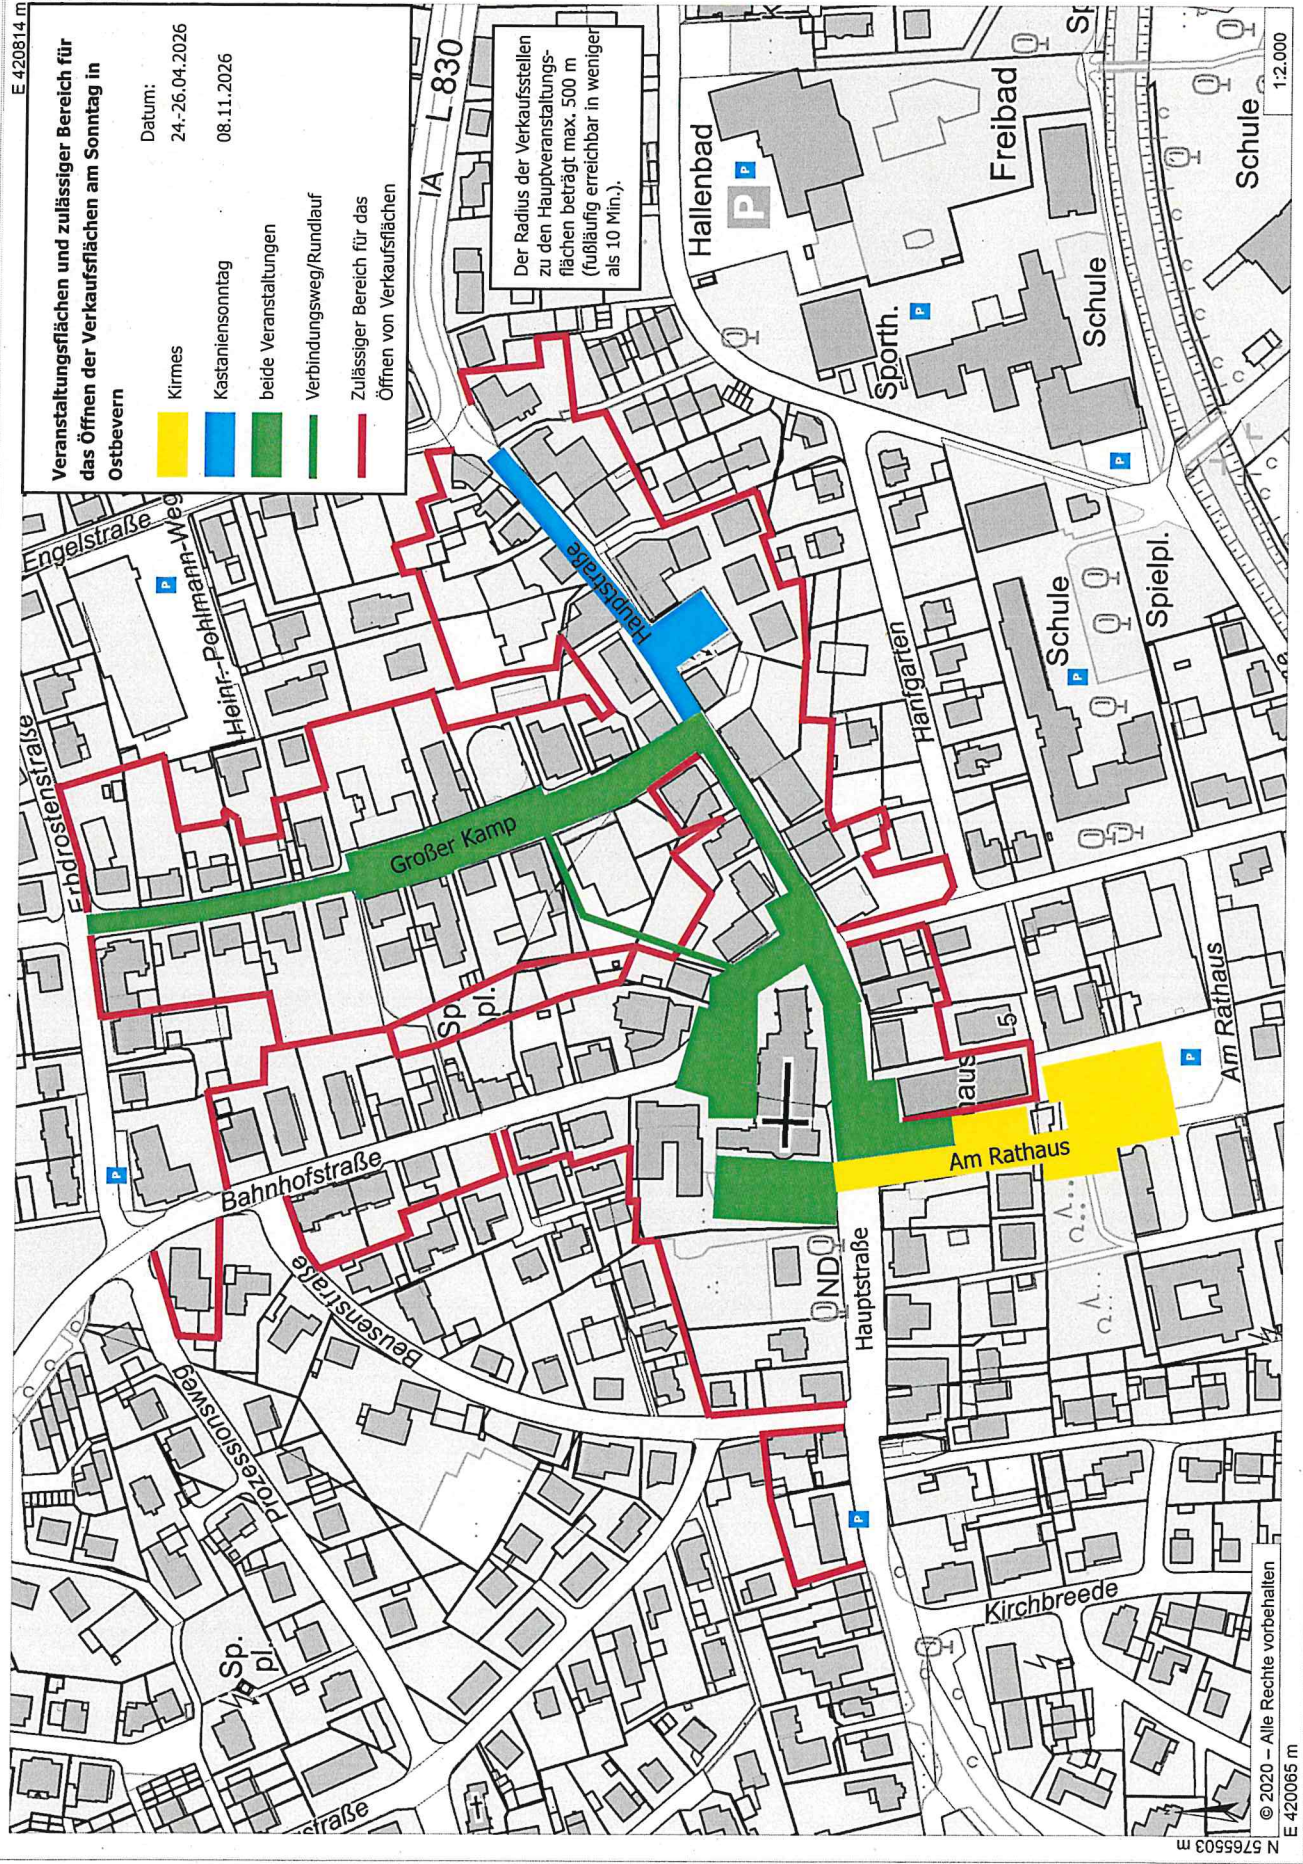 E 420814 m
Veranstaltungsflächen und zulässiger Bereich für
das Öffnen der Verkaufsflächen am Sonntag in
Ostbevern
Datum:
Kirmes
24.-26.04.2026
Kastaniensonntag
08.11.2026
beide Veranstaltungen
Verbindungsweg/Rundlauf
Zulässiger Bereich für das
Öffnen von Verkaufsflächen
Der Radius der Verkaufsstellen
zu den Hauptveranstaltungs-
flächen beträgt max. 500 m
(fußläufig erreichbar in weniger
als 10 Min.).
L 830
Engelstraße
Heinr.-Pohlmann-Weg
Erbdrostenstraße
Großer Kamp
Hauptstraße
Hallenbad
P
P
Freibad
Sporth.
P
Schule
Schule
P
P
Hanfgarten
Schule
P
Spielpl.
Sp.
pl.
Bahnhofstraße
P
Beusenstraße
Prozessionsweg
haus
5
Am Rathaus
Am Rathaus
P
ND
Hauptstraße
P
Kirchbreede
Sp.
pl.
straße
1:2.000
© 2020 – Alle Rechte vorbehalten
E 420065 m
N 5765503 m